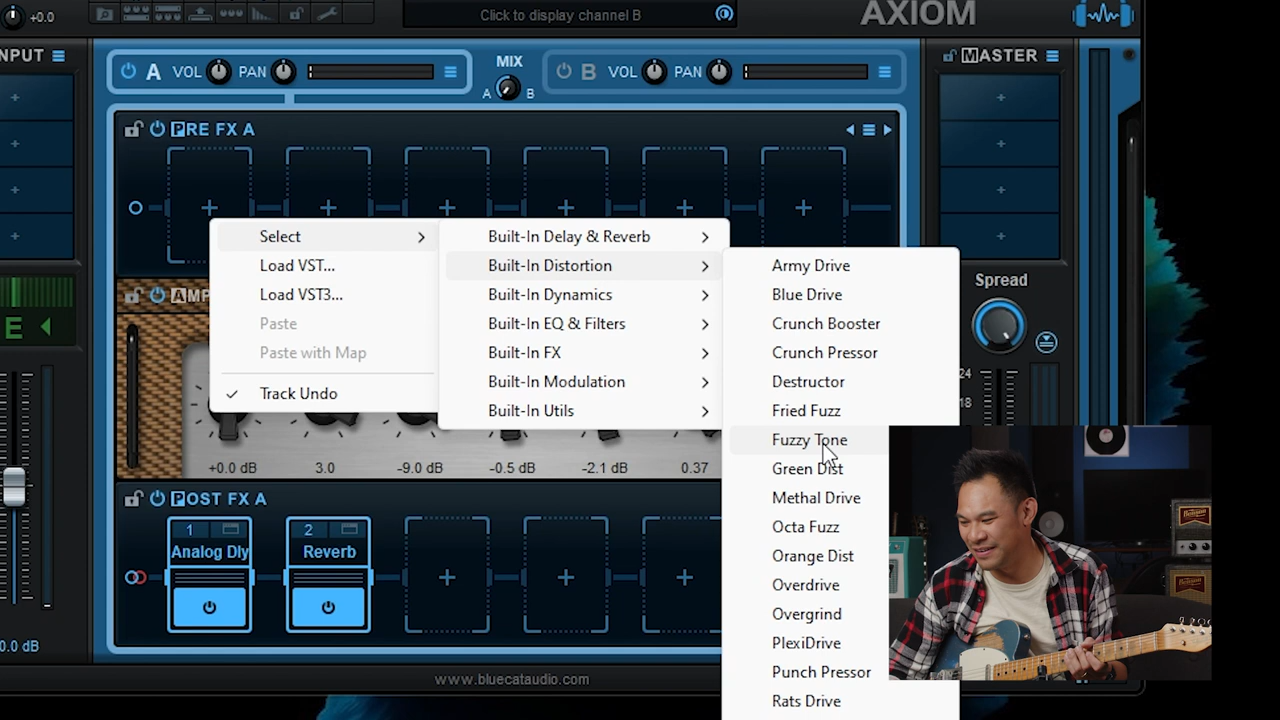 +0.0
Click to display channel B
AXIOM
NPUT
A VOL PAN
MIX
A B
B VOL PAN
MASTER
PRE FX A
Select
Load VST...
Load VST3...
Paste
Paste with Map
Track Undo
Built-In Delay & Reverb
Built-In Distortion
Built-In Dynamics
Built-In EQ & Filters
Built-In FX
Built-In Modulation
Built-In Utils
Army Drive
Blue Drive
Crunch Booster
Crunch Pressor
Destructor
Fried Fuzz
Fuzzy Tone
Green Dist
Methal Drive
Octa Fuzz
Orange Dist
Overdrive
Overgrind
PlexiDrive
Punch Pressor
Rats Drive
Spread
24
18
AMP
E
+0.0 dB 3.0 -9.0 dB -0.5 dB -2.1 dB 0.37
POST FX A
1
Analog Dly
2
Reverb
0.0 dB
www.bluecataudio.com